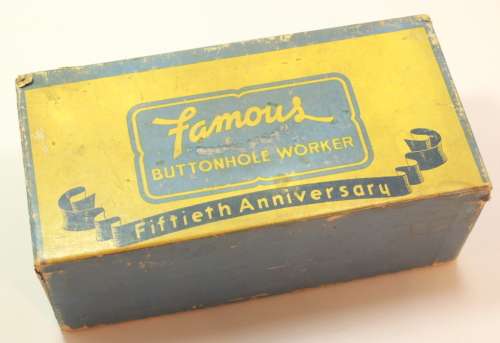 Famous
BUTTONHOLE WORKER
Fiftieth Anniversary